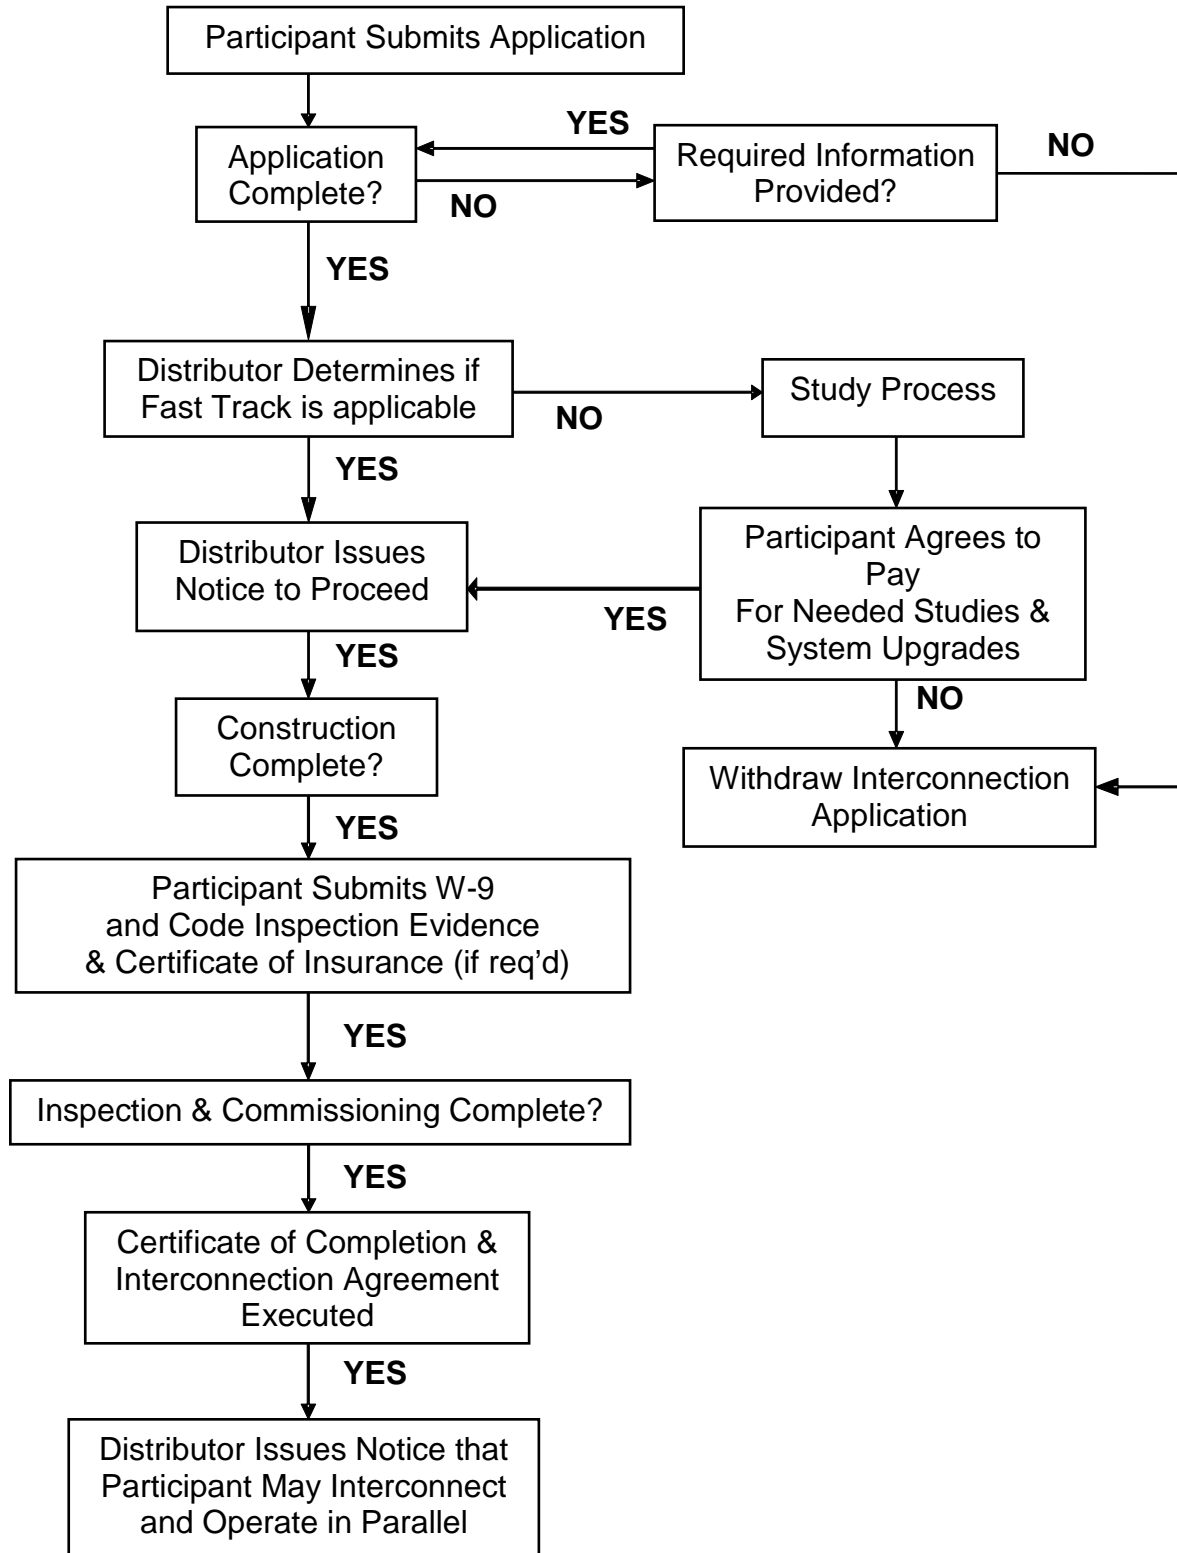 Participant Submits Application
YES
NO
Application
Complete?
Required Information
Provided?
NO
YES
Distributor Determines if
Fast Track is applicable
Study Process
NO
YES
Distributor Issues
Notice to Proceed
Participant Agrees to
Pay
For Needed Studies &
System Upgrades
YES
YES
NO
Construction
Complete?
Withdraw Interconnection
Application
YES
Participant Submits W-9
and Code Inspection Evidence
& Certificate of Insurance (if req'd)
YES
Inspection & Commissioning Complete?
YES
Certificate of Completion &
Interconnection Agreement
Executed
YES
Distributor Issues Notice that
Participant May Interconnect
and Operate in Parallel